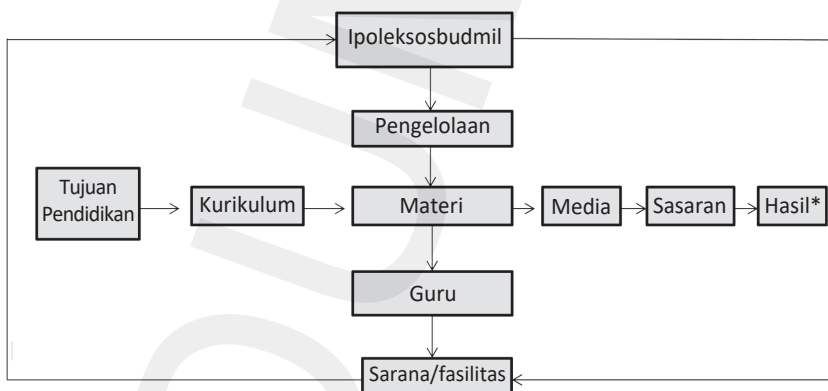 Ipoleksosbudmil
Pengelolaan
Tujuan
Pendidikan
Kurikulum
Materi
Media
Sasaran
Hasil*
Guru
Sarana/fasilitas